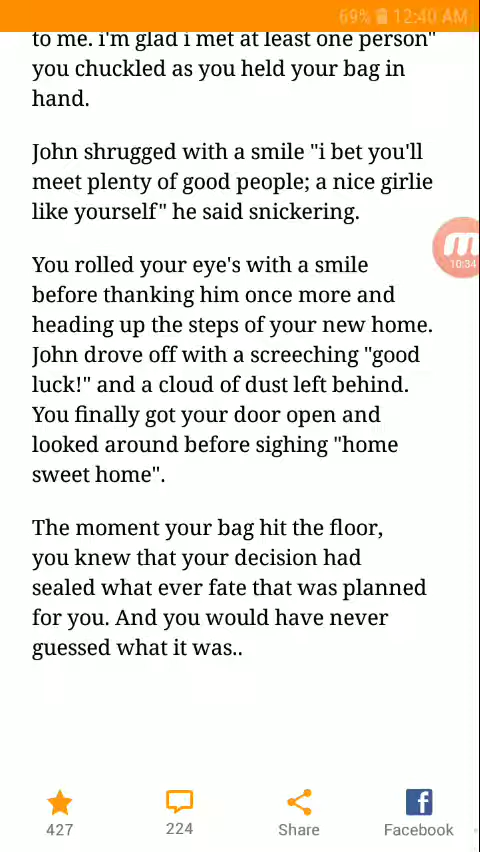 69% 12:40 AM
to me. i'm glad i met at least one person"
you chuckled as you held your bag in
hand.
John shrugged with a smile "i bet you'll
meet plenty of good people; a nice girlie
like yourself" he said snickering.
10:34
You rolled your eye's with a smile
before thanking him once more and
heading up the steps of your new home.
John drove off with a screeching "good
luck!" and a cloud of dust left behind.
You finally got your door open and
looked around before sighing "home
sweet home".
The moment your bag hit the floor,
you knew that your decision had
sealed what ever fate that was planned
for you. And you would have never
guessed what it was..
427 224 Share Facebook